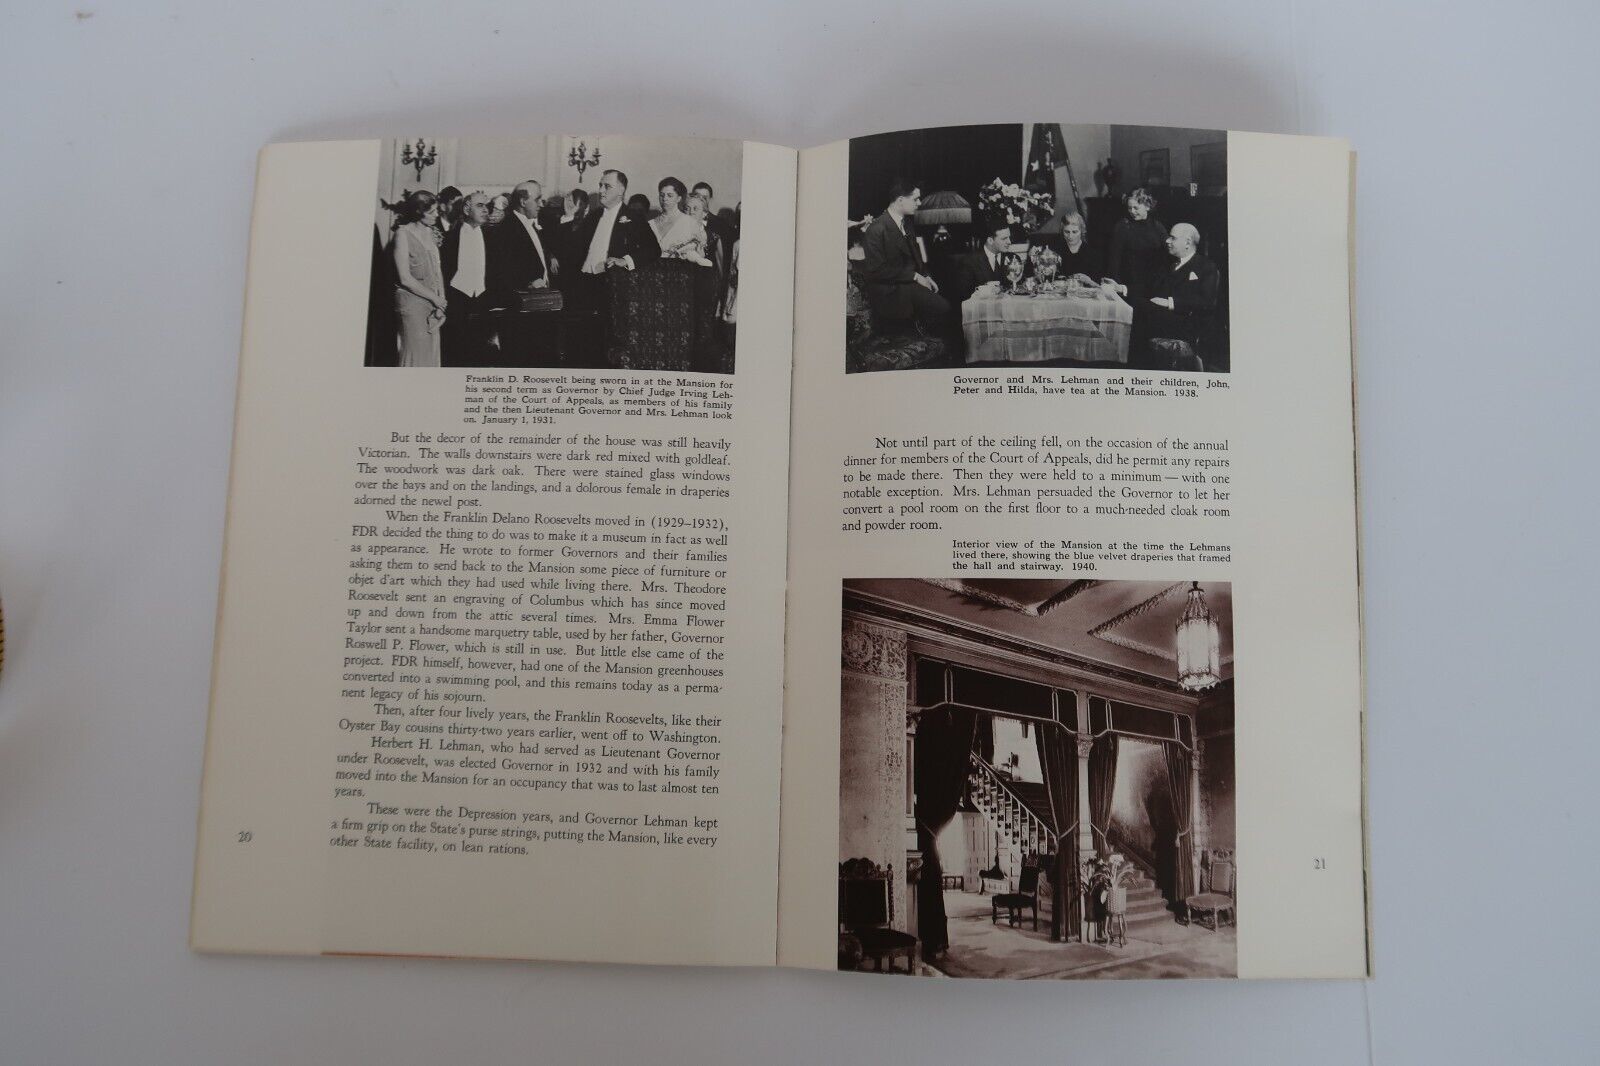 Franklin D. Roosevelt being sworn in at the Mansion for
his second term as Governor by Chief Judge Irving Leh-
man of the Court of Appeals, as members of his family
and the then Lieutenant Governor and Mrs. Lehman look
on. January 1, 1931.
But the decor of the remainder of the house was still heavily
Victorian. The walls downstairs were dark red mixed with goldleaf.
The woodwork was dark oak. There were stained glass windows
over the bays and on the landings, and a dolorous female in draperies
adorned the newel post.
When the Franklin Delano Roosevelts moved in (1929–1932),
FDR decided the thing to do was to make it a museum in fact as well
as appearance. He wrote to former Governors and their families
asking them to send back to the Mansion some piece of furniture or
objet d'art which they had used while living there. Mrs. Theodore
Roosevelt sent an engraving of Columbus which has since moved
up and down from the attic several times. Mrs. Emma Flower
Taylor sent a handsome marquetry table, used by her father, Governor
Roswell P. Flower, which is still in use. But little else came of the
project. FDR himself, however, had one of the Mansion greenhouses
converted into a swimming pool, and this remains today as a perma-
nent legacy of his sojourn.
Then, after four lively years, the Franklin Roosevelts, like their
Oyster Bay cousins thirty-two years earlier, went off to Washington.
Herbert H. Lehman, who had served as Lieutenant Governor
under Roosevelt, was elected Governor in 1932 and with his family
moved into the Mansion for an occupancy that was to last almost ten
years.
These were the Depression years, and Governor Lehman kept
a firm grip on the State's purse strings, putting the Mansion, like every
other State facility, on lean rations.
20
Governor and Mrs. Lehman and their children, John,
Peter and Hilda, have tea at the Mansion. 1938.
Not until part of the ceiling fell, on the occasion of the annual
dinner for members of the Court of Appeals, did he permit any repairs
to be made there. Then they were held to a minimum — with one
notable exception. Mrs. Lehman persuaded the Governor to let her
convert a pool room on the first floor to a much-needed cloak room
and powder room.
Interior view of the Mansion at the time the Lehmans
lived there, showing the blue velvet draperies that framed
the hall and stairway. 1940.
21